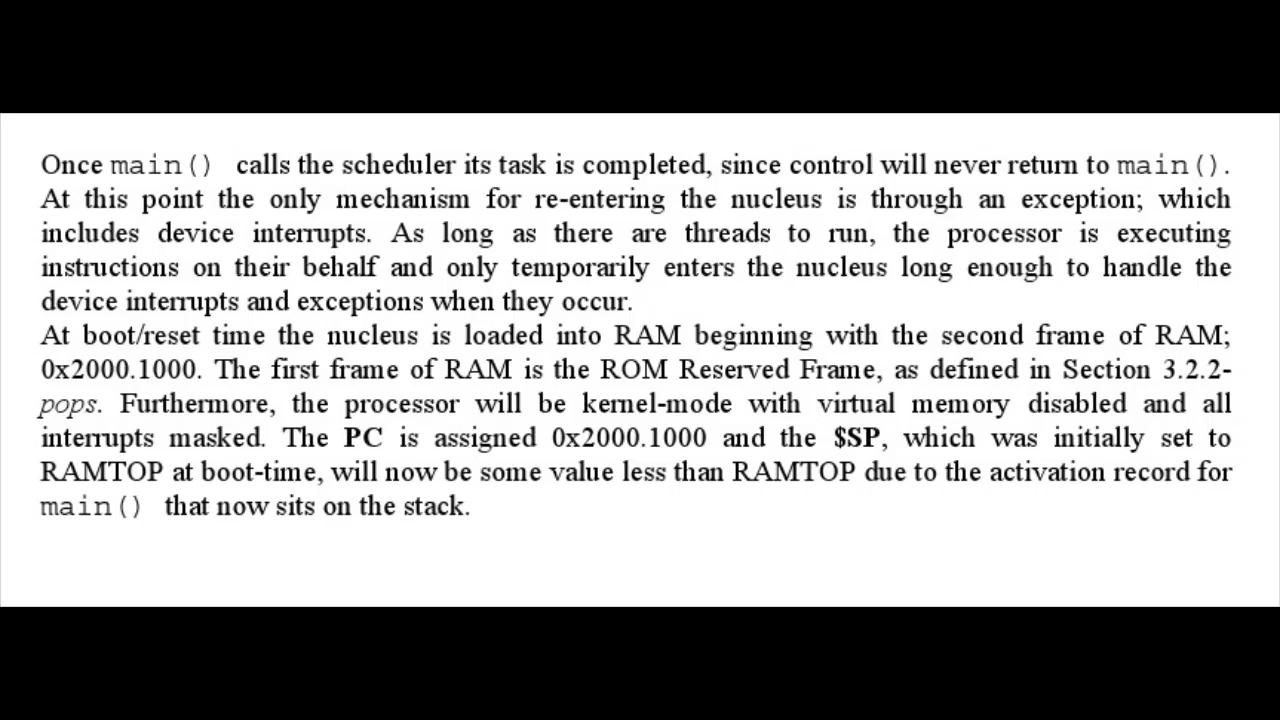 Once main() calls the scheduler its task is completed, since control will never return to main().
At this point the only mechanism for re-entering the nucleus is through an exception; which
includes device interrupts. As long as there are threads to run, the processor is executing
instructions on their behalf and only temporarily enters the nucleus long enough to handle the
device interrupts and exceptions when they occur.
At boot/reset time the nucleus is loaded into RAM beginning with the second frame of RAM;
0x2000.1000. The first frame of RAM is the ROM Reserved Frame, as defined in Section 3.2.2-
pops. Furthermore, the processor will be kernel-mode with virtual memory disabled and all
interrupts masked. The PC is assigned 0x2000.1000 and the $SP, which was initially set to
RAMTOP at boot-time, will now be some value less than RAMTOP due to the activation record for
main() that now sits on the stack.